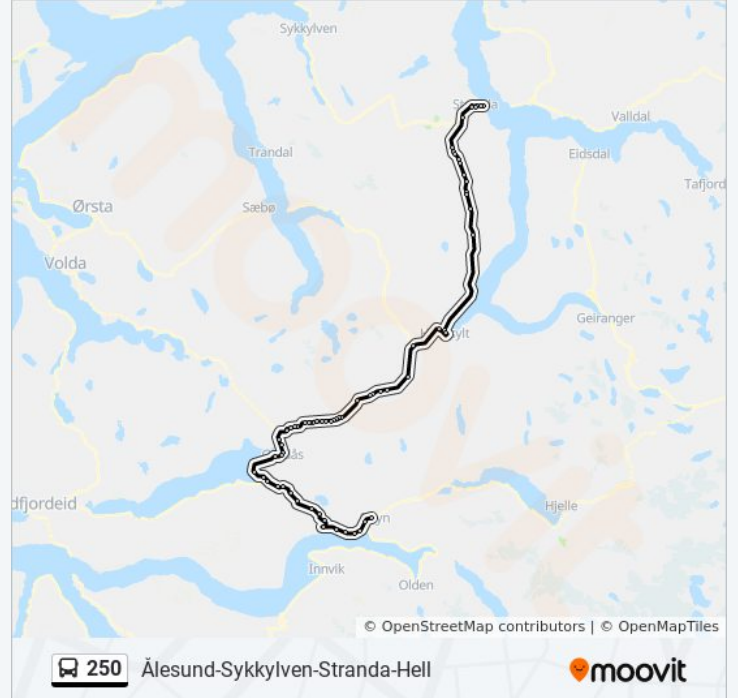 Sykkylven
Valldal
Trandal
Eidsdal
Tafjord
Ørsta
Sæbø
Volda
Geiranger
dfjordeid
Hjelle
Innvik
Olden
© OpenStreetMap contributors | © OpenMapTiles
250 Ålesund-Sykkylven-Stranda-Hell
moovit